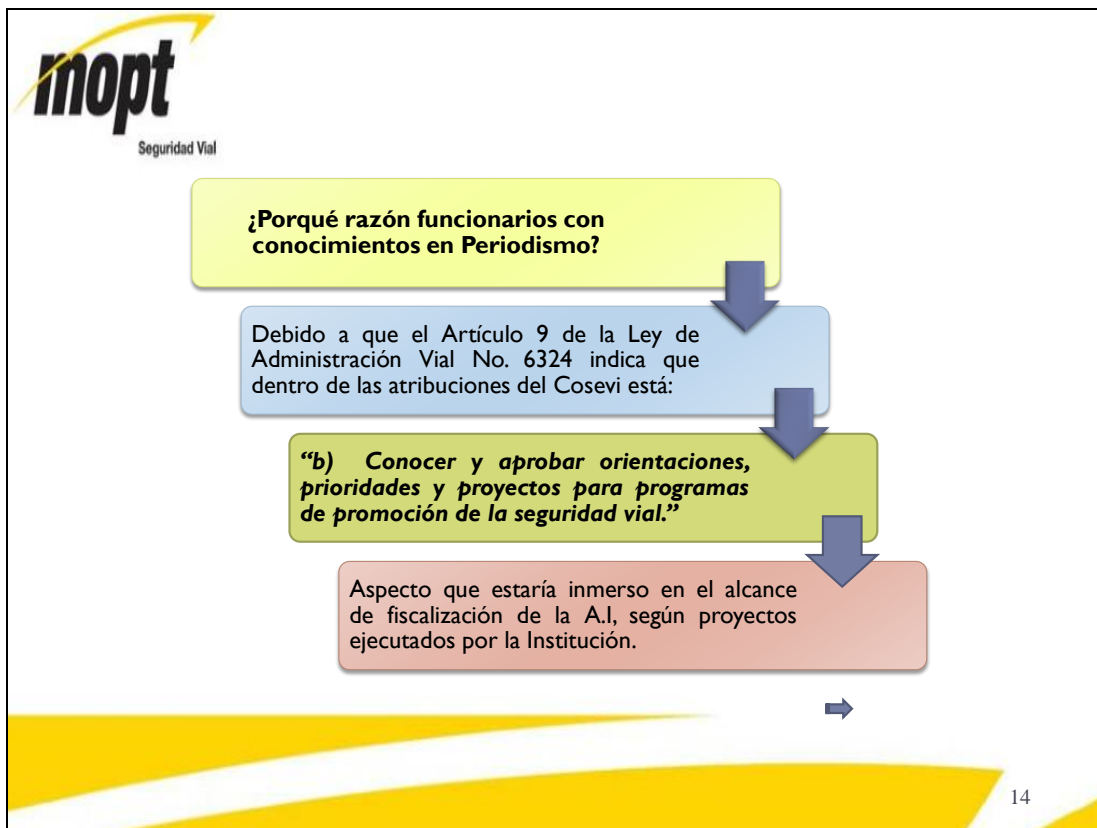 mopt
Seguridad Vial
¿Porqué razón funcionarios con
conocimientos en Periodismo?
Debido a que el Artículo 9 de la Ley de
Administración Vial No. 6324 indica que
dentro de las atribuciones del Cosevi está:
“b) Conocer y aprobar orientaciones,
prioridades y proyectos para programas
de promoción de la seguridad vial.”
Aspecto que estaría inmerso en el alcance
de fiscalización de la A.I, según proyectos
ejecutados por la Institución.
14